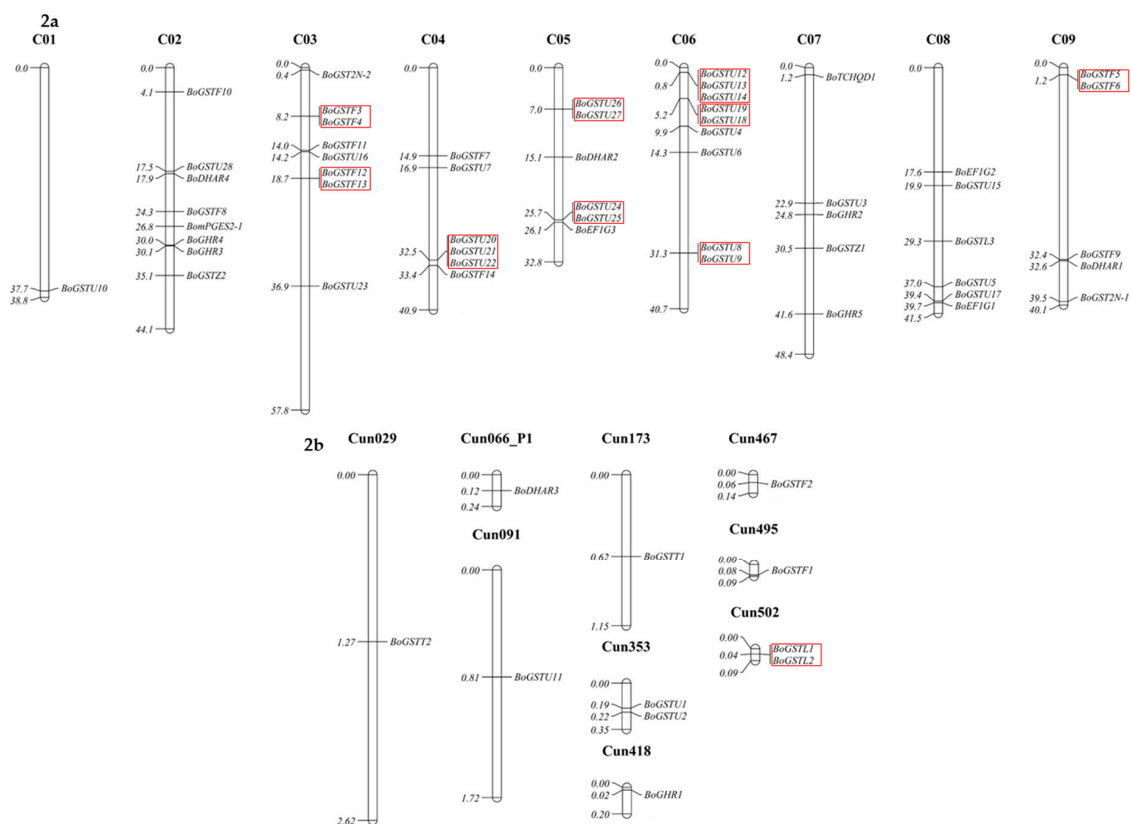 2a
C01
0.0
37.7 BoGSTU10
38.8
C02
0.0
4.1 BoGSTF10
17.5 BoGSTU28
17.9 BoDHAR4
24.3 BoGSTF8
26.8 BomPGES2-1
30.0 BoGHR4
30.1 BoGHR3
35.1 BoGSTZ2
44.1
C03
0.0
0.4 BoGST2N-2
8.2 BoGSTF3
BoGSTF4
14.0 BoGSTF11
14.2 BoGSTU16
18.7 BoGSTF12
BoGSTF13
36.9 BoGSTU23
57.8
C04
0.0
14.9 BoGSTF7
16.9 BoGSTU7
32.5 BoGSTU20
BoGSTU21
BoGSTU22
33.4 BoGSTF14
40.9
C05
0.0
7.0 BoGSTU26
BoGSTU27
15.1 BoDHAR2
25.7 BoGSTU24
BoGSTU25
26.1 BoEF1G3
32.8
C06
0.0
0.8 BoGSTU12
BoGSTU13
BoGSTU14
5.2 BoGSTU19
BoGSTU18
9.9 BoGSTU4
14.3 BoGSTU6
31.3 BoGSTU8
BoGSTU9
40.7
C07
0.0
1.2 BoTCHQD1
22.9 BoGSTU3
24.8 BoGHR2
30.5 BoGSTZ1
41.6 BoGHR5
48.4
C08
0.0
17.6 BoEF1G2
19.9 BoGSTU15
29.3 BoGSTL3
37.0 BoGSTU5
39.4 BoGSTU17
39.7 BoEF1G1
41.5
C09
0.0
1.2 BoGSTF5
BoGSTF6
32.4 BoGSTF9
32.6 BoDHAR1
39.5 BoGST2N-1
40.1
2b
Cun029
0.00
1.27 BoGSTT2
2.62
Cun066_P1
0.00
0.12 BoDHAR3
0.24
Cun091
0.00
0.81 BoGSTU11
1.72
Cun173
0.00
0.62 BoGSTT1
1.15
Cun353
0.00
0.19 BoGSTU1
0.22 BoGSTU2
0.35
Cun418
0.00
0.02 BoGHR1
0.20
Cun467
0.00
0.06 BoGSTF2
0.14
Cun495
0.00
0.08 BoGSTF1
0.09
Cun502
0.00
0.04 BoGSTL1
BoGSTL2
0.09